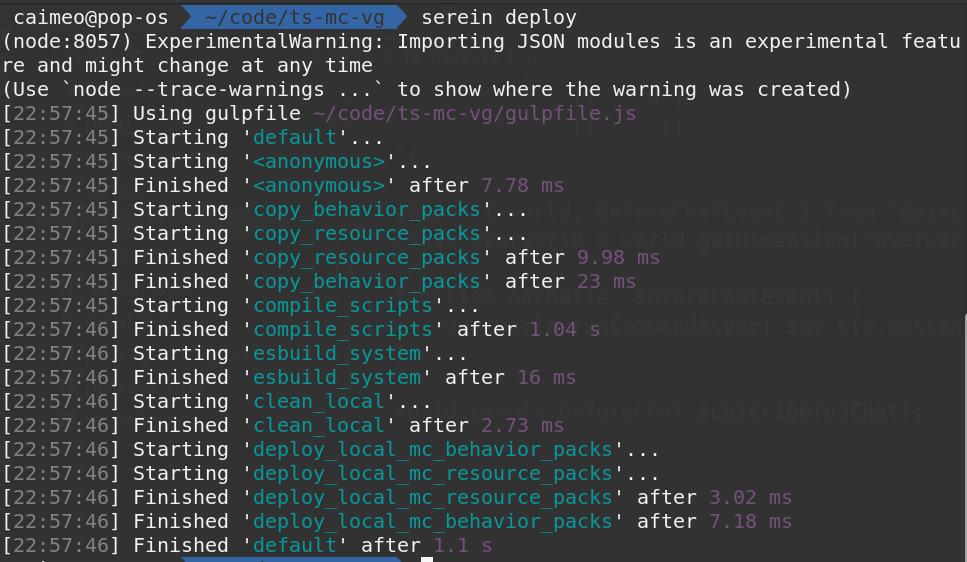 caimeo@pop-os ~/code/ts-mc-vg serein deploy
(node:8057) ExperimentalWarning: Importing JSON modules is an experimental featu
re and might change at any time
(Use `node --trace-warnings ...` to show where the warning was created)
[22:57:45] Using gulpfile ~/code/ts-mc-vg/gulpfile.js
[22:57:45] Starting 'default'...
[22:57:45] Starting '<anonymous>'...
[22:57:45] Finished '<anonymous>' after 7.78 ms
[22:57:45] Starting 'copy_behavior_packs'...
[22:57:45] Starting 'copy_resource_packs'...
[22:57:45] Finished 'copy_resource_packs' after 9.98 ms
[22:57:45] Finished 'copy_behavior_packs' after 23 ms
[22:57:45] Starting 'compile_scripts'...
[22:57:46] Finished 'compile_scripts' after 1.04 s
[22:57:46] Starting 'esbuild_system'...
[22:57:46] Finished 'esbuild_system' after 16 ms
[22:57:46] Starting 'clean_local'...
[22:57:46] Finished 'clean_local' after 2.73 ms
[22:57:46] Starting 'deploy_local_mc_behavior_packs'...
[22:57:46] Starting 'deploy_local_mc_resource_packs'...
[22:57:46] Finished 'deploy_local_mc_resource_packs' after 3.02 ms
[22:57:46] Finished 'deploy_local_mc_behavior_packs' after 7.18 ms
[22:57:46] Finished 'default' after 1.1 s